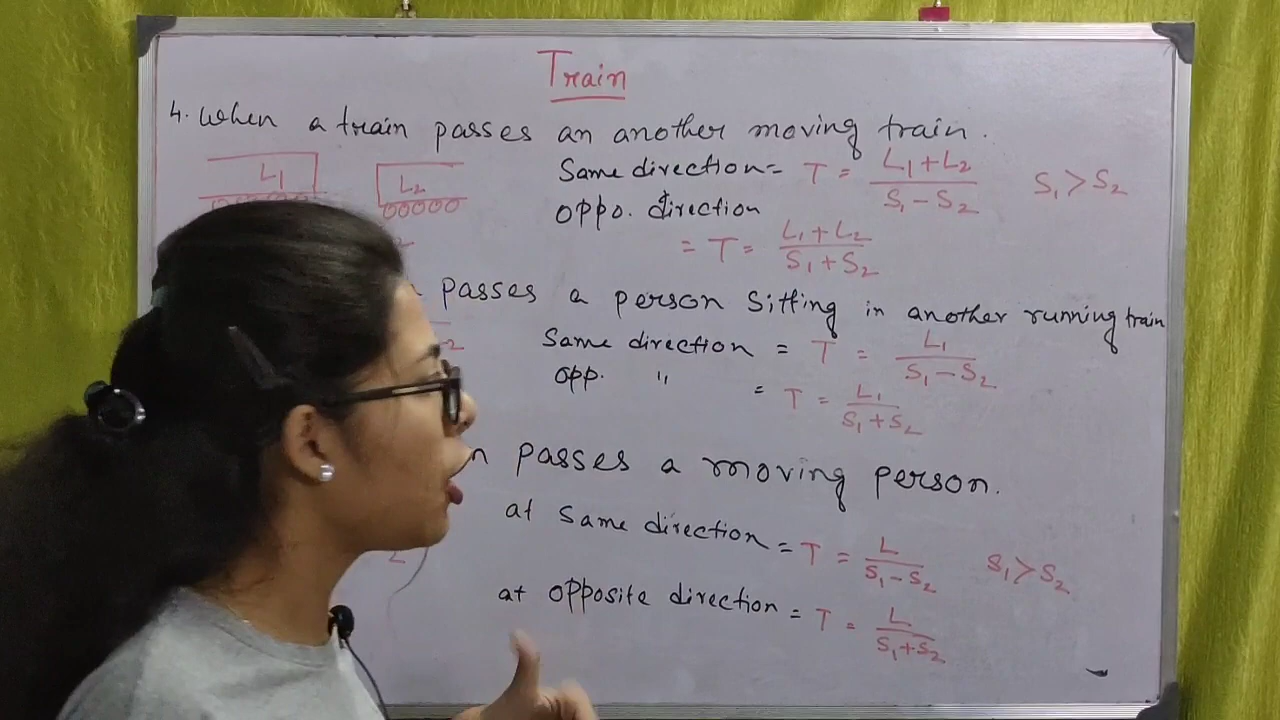 Train
4. When a train passes an another moving train.
L1 L2
Same direction = T = L1+L2 / S1-S2 S1 > S2
oppo. direction
= T = L1+L2 / S1+S2
passes a person sitting in another running train
Same direction = T = L1 / S1-S2
opp. " = T = L1 / S1+S2
passes a moving person.
at same direction = T = L / S1-S2 S1 > S2
at opposite direction = T = L / S1+S2